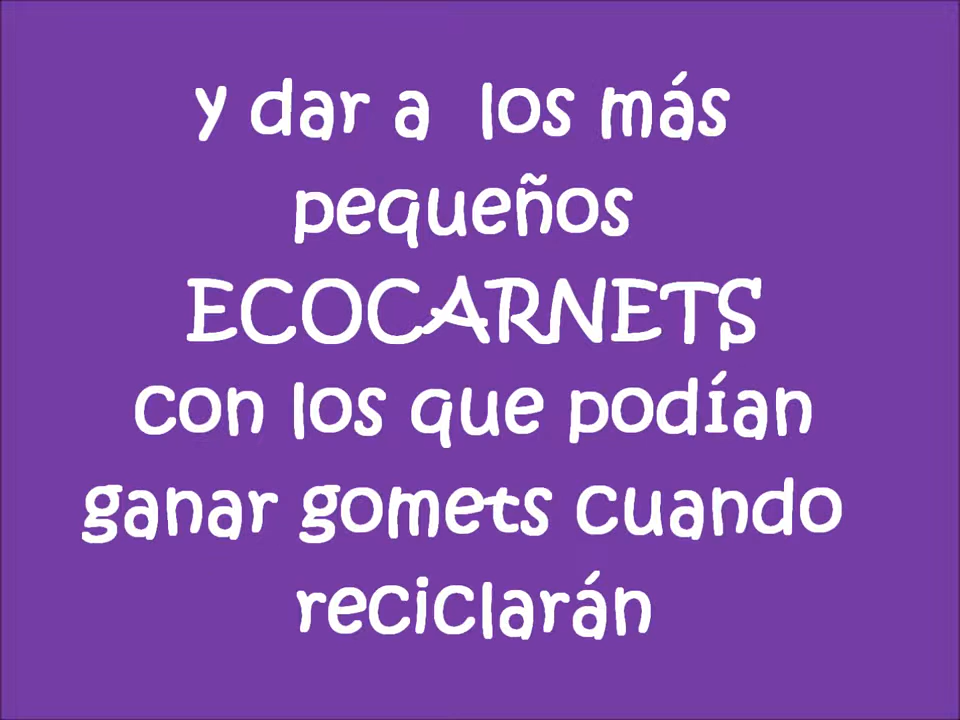 y dar a los más
pequeños
ECOCARNETS
con los que podían
ganar gomets cuando
reciclarán